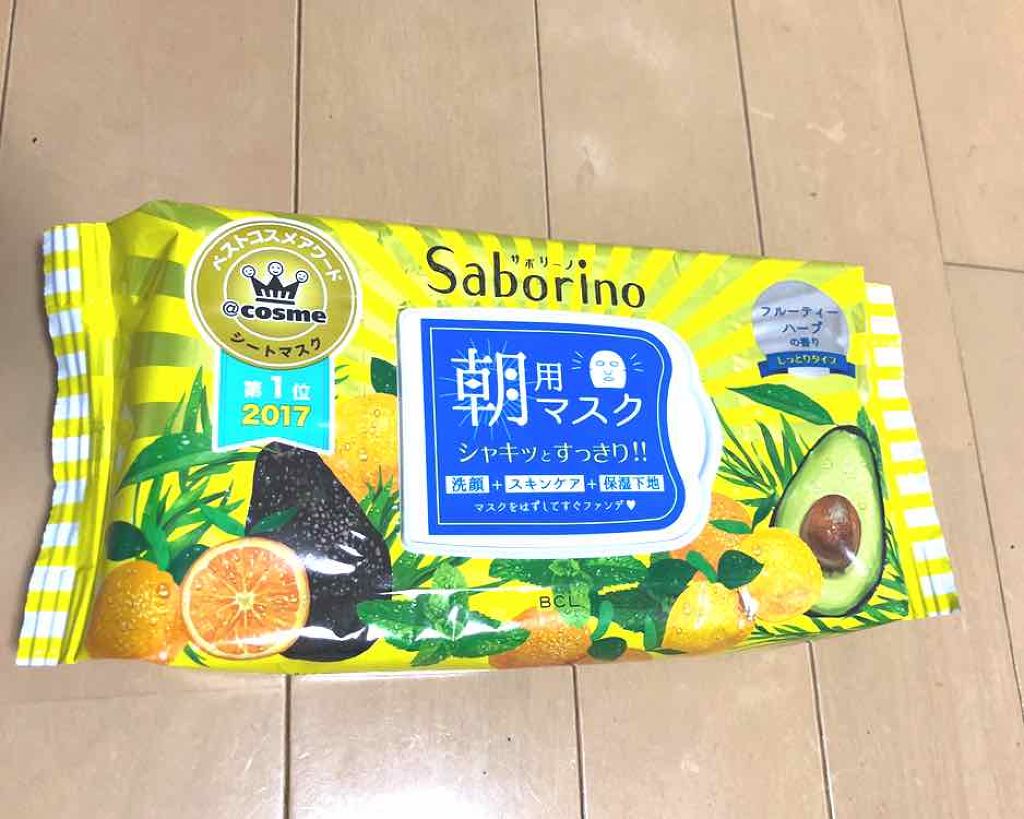 ベストコスメアワード
@cosme
シートマスク
第1位
2017
サボリーノ
Saborino
フルーティー
ハーブ
の香り
しっとりタイプ
朝用
マスク
シャキッとすっきり!!
洗顔+スキンケア+保湿下地
マスクをはずしてすぐファンデ♥
BCL